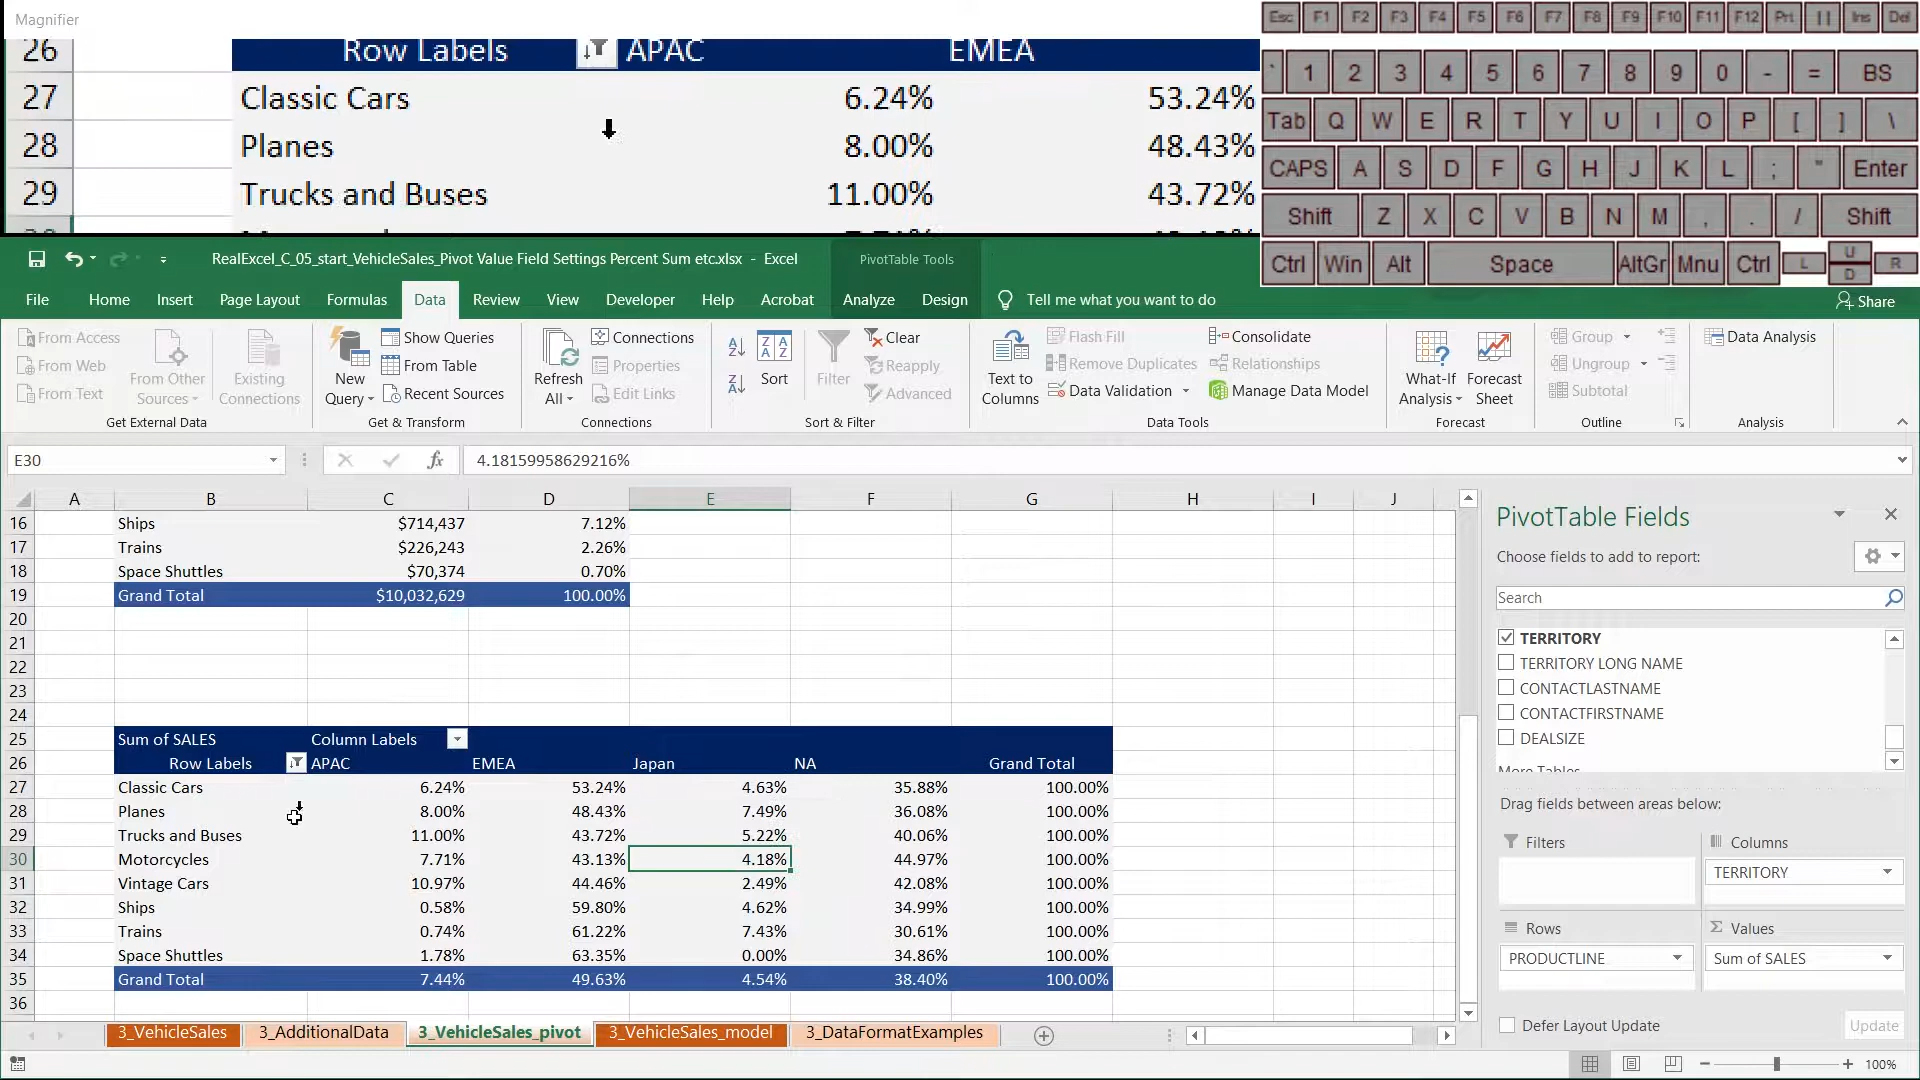 Magnifier
26 Row Labels APAC EMEA
27 Classic Cars 6.24% 53.24%
28 Planes 8.00% 48.43%
29 Trucks and Buses 11.00% 43.72%
Esc F1 F2 F3 F4 F5 F6 F7 F8 F9 F10 F11 F12 Prt [ ] Ins Del
` 1 2 3 4 5 6 7 8 9 0 - = BS
Tab Q W E R T Y U I O P [ ] \
CAPS A S D F G H J K L ; " Enter
Shift Z X C V B N M , . / Shift
Ctrl Win Alt Space AltGr Mnu Ctrl L U D R
RealExcel_C_05_start_VehicleSales_Pivot Value Field Settings Percent Sum etc.xlsx - Excel PivotTable Tools
File Home Insert Page Layout Formulas Data Review View Developer Help Acrobat Analyze Design Tell me what you want to do Share
From Access
From Web
From Text
From Other
Sources
Existing
Connections
Get External Data
New
Query
Show Queries
From Table
Recent Sources
Get & Transform
Refresh
All
Connections
Properties
Edit Links
Connections
Sort
Filter
Clear
Reapply
Advanced
Sort & Filter
Text to
Columns
Flash Fill
Remove Duplicates
Data Validation
Consolidate
Relationships
Manage Data Model
Data Tools
What-If
Analysis
Forecast
Sheet
Forecast
Group
Ungroup
Subtotal
Outline
Data Analysis
Analysis
E30 fx 4.18159958629216%
A B C D E F G H I J
16 Ships $714,437 7.12%
17 Trains $226,243 2.26%
18 Space Shuttles $70,374 0.70%
19 Grand Total $10,032,629 100.00%
20
21
22
23
24
25 Sum of SALES Column Labels
26 Row Labels APAC EMEA Japan NA Grand Total
27 Classic Cars 6.24% 53.24% 4.63% 35.88% 100.00%
28 Planes 8.00% 48.43% 7.49% 36.08% 100.00%
29 Trucks and Buses 11.00% 43.72% 5.22% 40.06% 100.00%
30 Motorcycles 7.71% 43.13% 4.18% 44.97% 100.00%
31 Vintage Cars 10.97% 44.46% 2.49% 42.08% 100.00%
32 Ships 0.58% 59.80% 4.62% 34.99% 100.00%
33 Trains 0.74% 61.22% 7.43% 30.61% 100.00%
34 Space Shuttles 1.78% 63.35% 0.00% 34.86% 100.00%
35 Grand Total 7.44% 49.63% 4.54% 38.40% 100.00%
36
PivotTable Fields
Choose fields to add to report:
Search
TERRITORY
TERRITORY LONG NAME
CONTACTLASTNAME
CONTACTFIRSTNAME
DEALSIZE
More Tables
Drag fields between areas below:
Filters
Columns
TERRITORY
Rows
PRODUCTLINE
Σ Values
Sum of SALES
Defer Layout Update Update
3_VehicleSales 3_AdditionalData 3_VehicleSales_pivot 3_VehicleSales_model 3_DataFormatExamples
100%